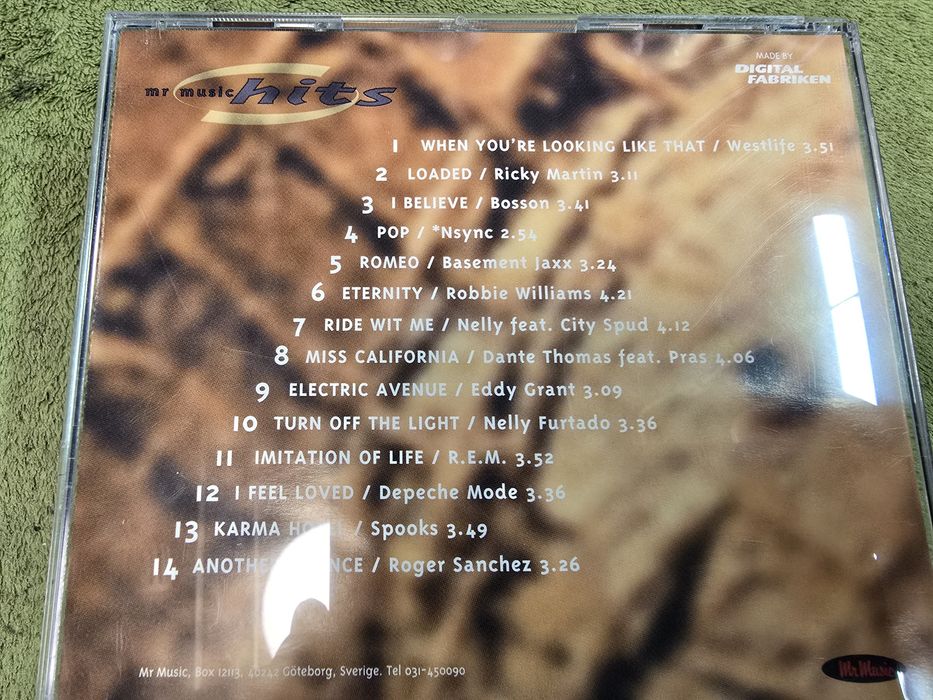 MADE BY
DIGITAL
FABRIKEN
mr music hits
1 WHEN YOU'RE LOOKING LIKE THAT / Westlife 3.51
2 LOADED / Ricky Martin 3.11
3 I BELIEVE / Bosson 3.41
4 POP / *Nsync 2.54
5 ROMEO / Basement Jaxx 3.24
6 ETERNITY / Robbie Williams 4.21
7 RIDE WIT ME / Nelly feat. City Spud 4.12
8 MISS CALIFORNIA / Dante Thomas feat. Pras 4.06
9 ELECTRIC AVENUE / Eddy Grant 3.09
10 TURN OFF THE LIGHT / Nelly Furtado 3.36
11 IMITATION OF LIFE / R.E.M. 3.52
12 I FEEL LOVED / Depeche Mode 3.36
13 KARMA / Spooks 3.49
14 / Roger Sanchez 3.26
Mr Music, Box 12113, 40242 Göteborg, Sverige. Tel 031-450090
Mr Music